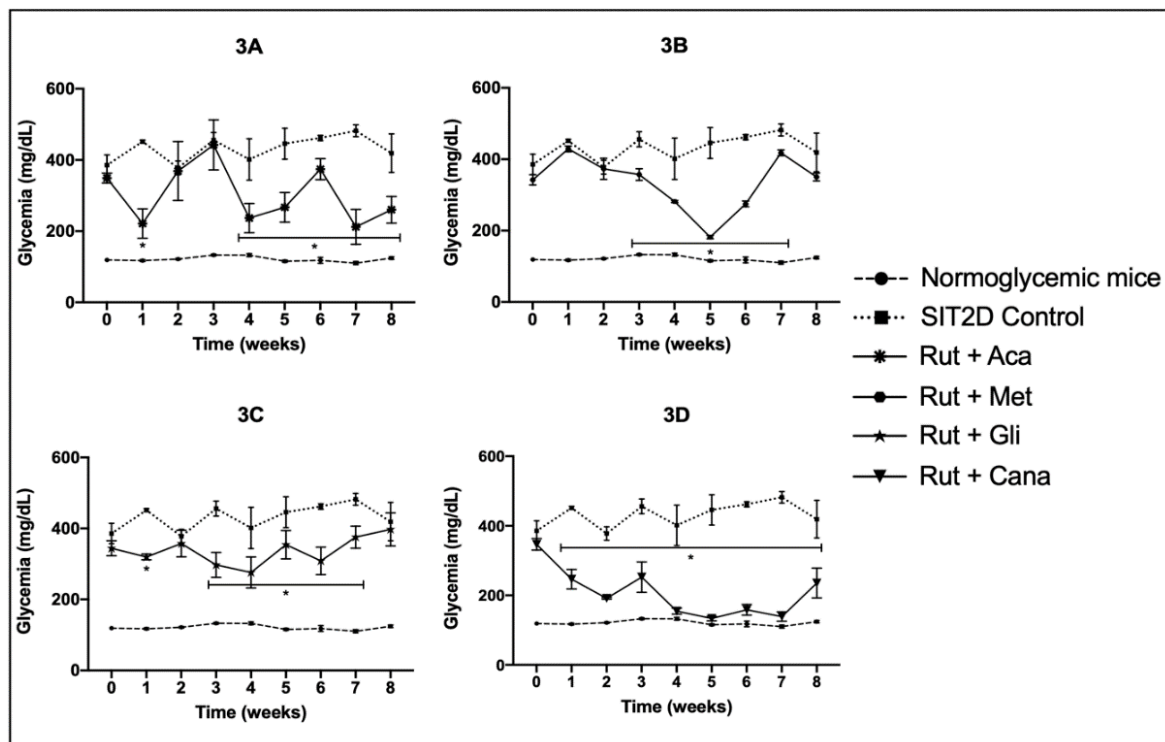 3A
600
400
200
0
Glycemia (mg/dL)
*
*
0 1 2 3 4 5 6 7 8
Time (weeks)
3B
600
400
200
0
Glycemia (mg/dL)
*
0 1 2 3 4 5 6 7 8
Time (weeks)
3C
600
400
200
0
Glycemia (mg/dL)
*
*
0 1 2 3 4 5 6 7 8
Time (weeks)
3D
600
400
200
0
Glycemia (mg/dL)
*
0 1 2 3 4 5 6 7 8
Time (weeks)
Normoglycemic mice
SIT2D Control
Rut + Aca
Rut + Met
Rut + Gli
Rut + Cana